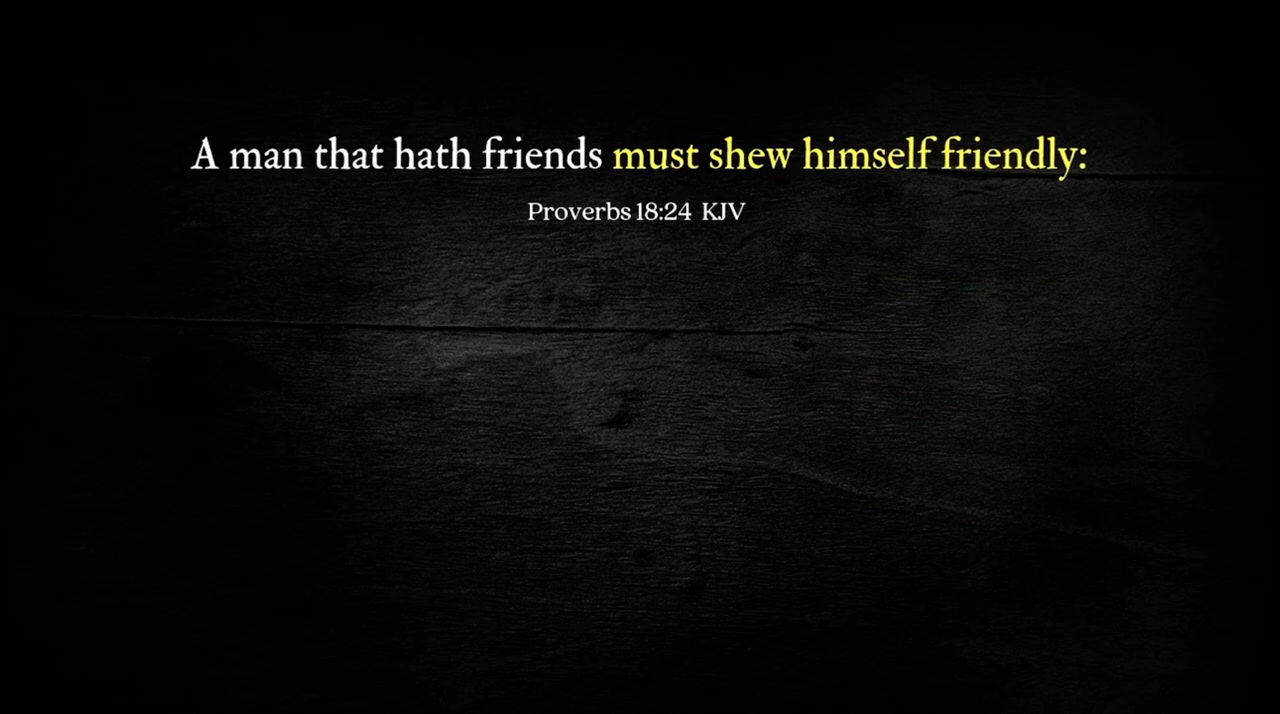 A man that hath friends must shew himself friendly:
Proverbs 18:24 KJV